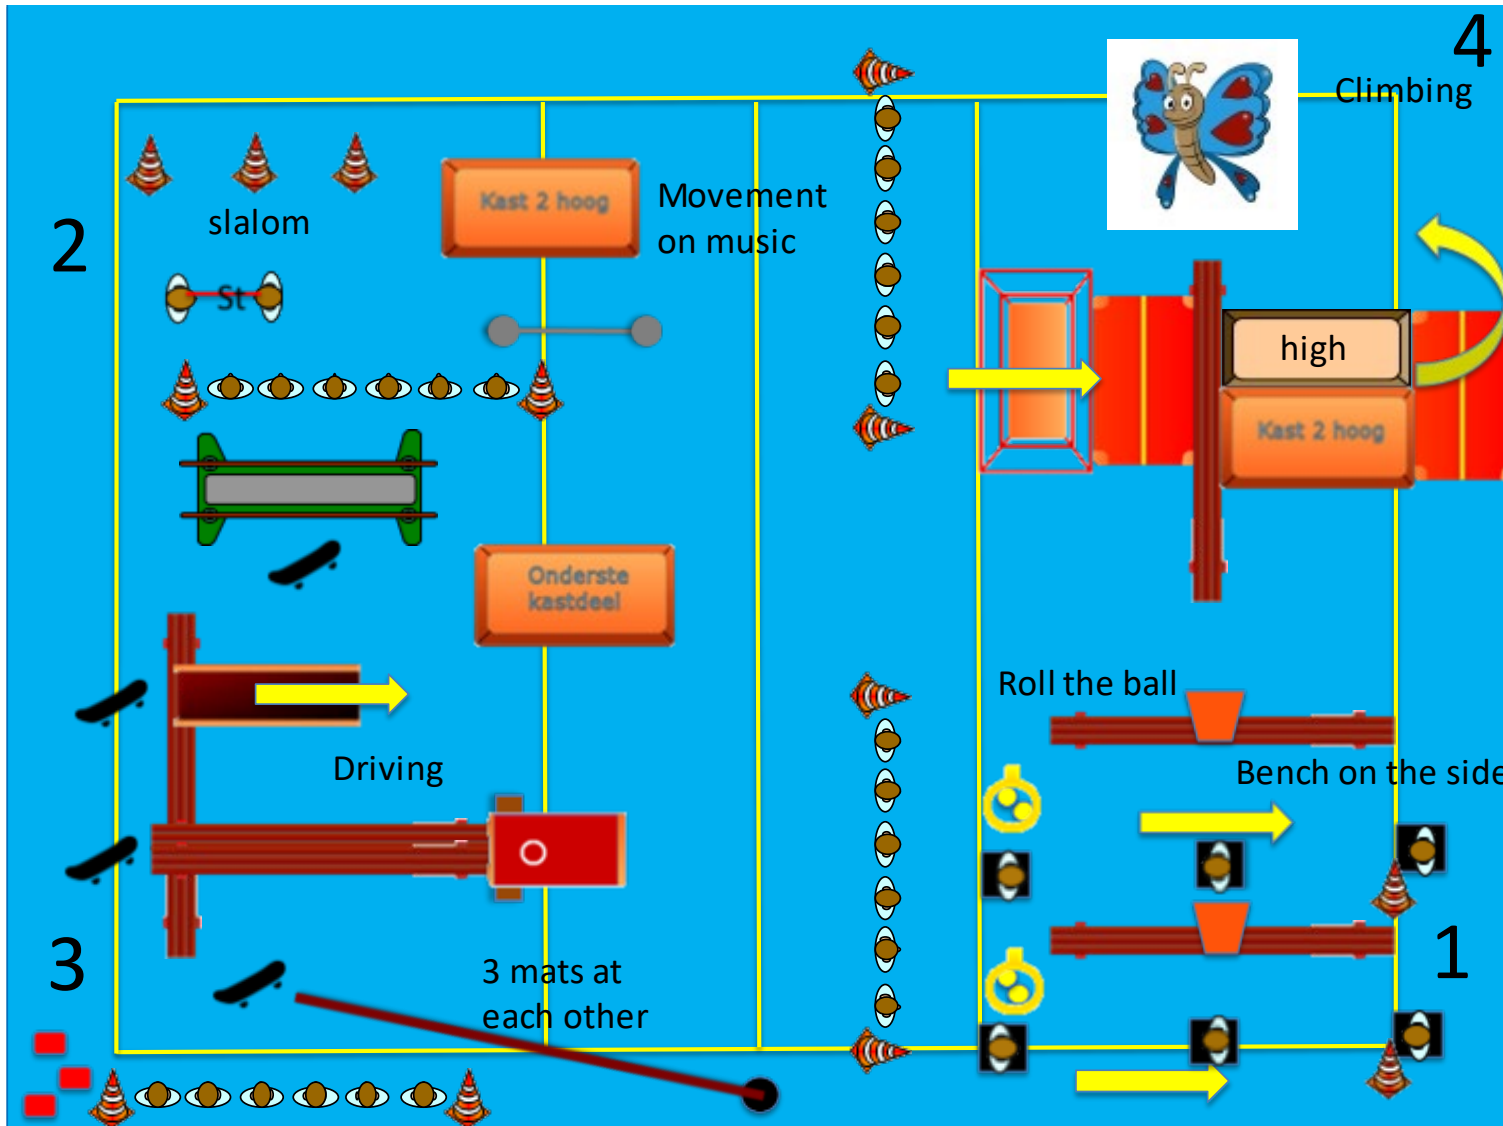 4
Climbing
Kast 2 hoog
Movement
on music
slalom
2
St
high
Kast 2 hoog
Onderste
kastdeel
Roll the ball
Driving
Bench on the side
3
3 mats at
each other
1